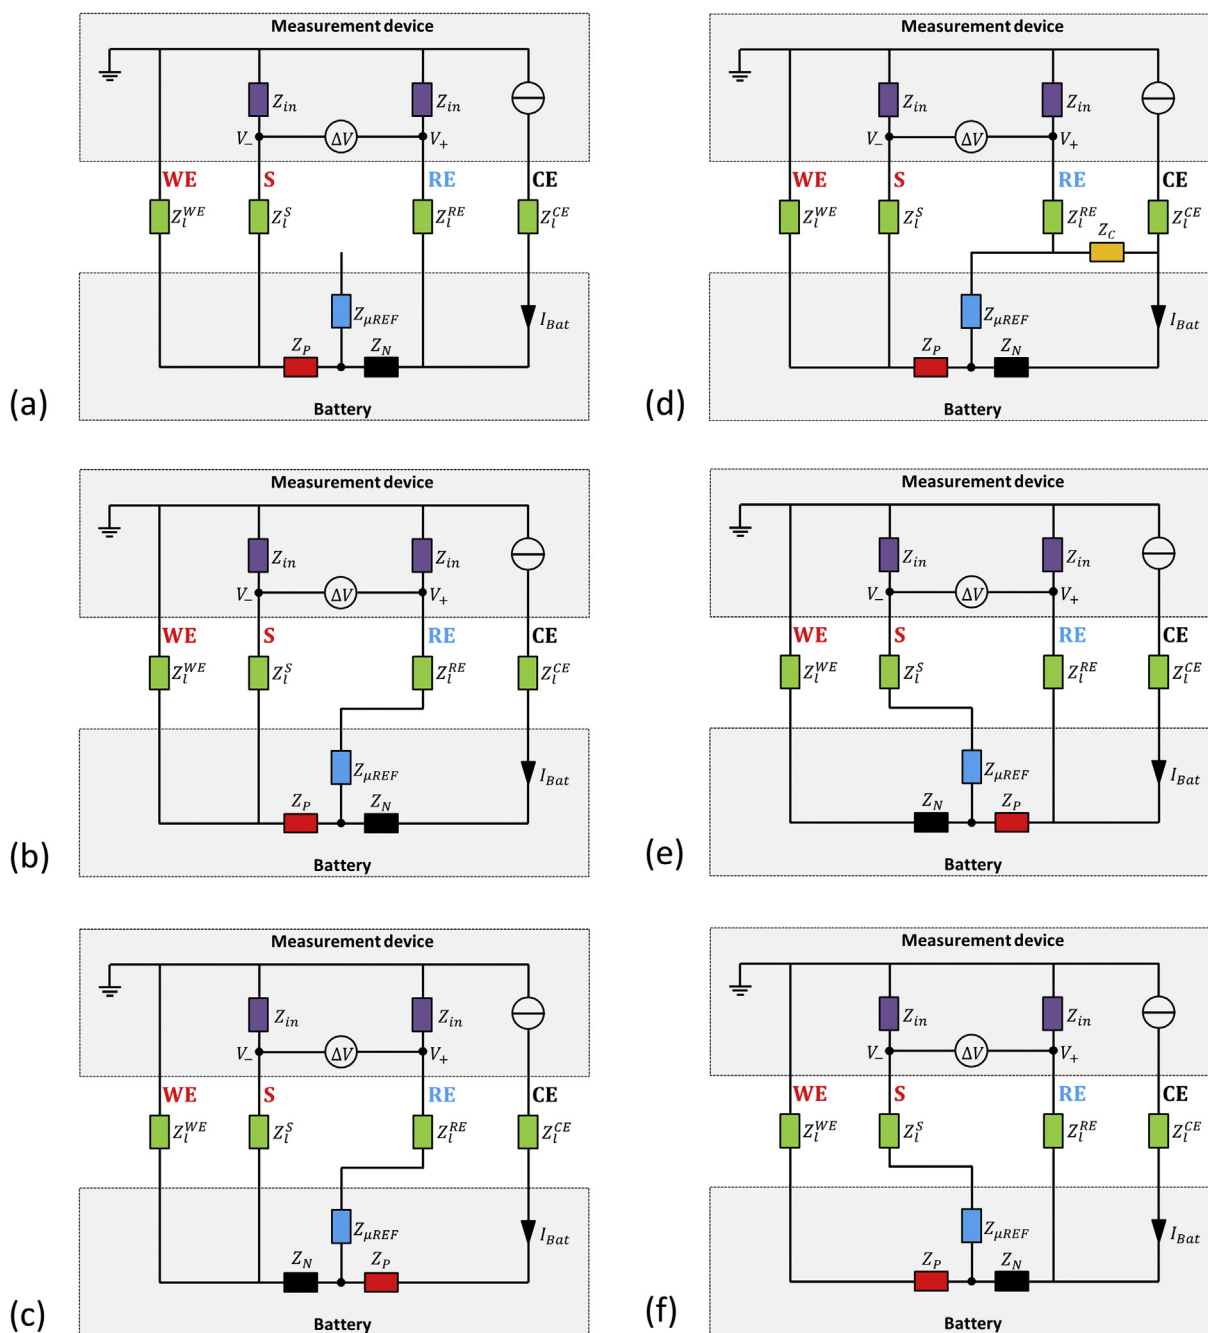 Measurement device
Z_in Z_in
V_- ΔV V_+
WE S RE CE
Z_l^WE Z_l^S Z_l^RE Z_l^CE
Z_μREF I_Bat
Z_P Z_N
(a)
Battery
Measurement device
Z_in Z_in
V_- ΔV V_+
WE S RE CE
Z_l^WE Z_l^S Z_l^RE Z_l^CE
Z_C
Z_μREF I_Bat
Z_P Z_N
(d)
Battery
Measurement device
Z_in Z_in
V_- ΔV V_+
WE S RE CE
Z_l^WE Z_l^S Z_l^RE Z_l^CE
Z_μREF I_Bat
Z_P Z_N
(b)
Battery
Measurement device
Z_in Z_in
V_- ΔV V_+
WE S RE CE
Z_l^WE Z_l^S Z_l^RE Z_l^CE
Z_μREF I_Bat
Z_N Z_P
(e)
Battery
Measurement device
Z_in Z_in
V_- ΔV V_+
WE S RE CE
Z_l^WE Z_l^S Z_l^RE Z_l^CE
Z_μREF I_Bat
Z_N Z_P
(c)
Battery
Measurement device
Z_in Z_in
V_- ΔV V_+
WE S RE CE
Z_l^WE Z_l^S Z_l^RE Z_l^CE
Z_μREF I_Bat
Z_P Z_N
(f)
Battery